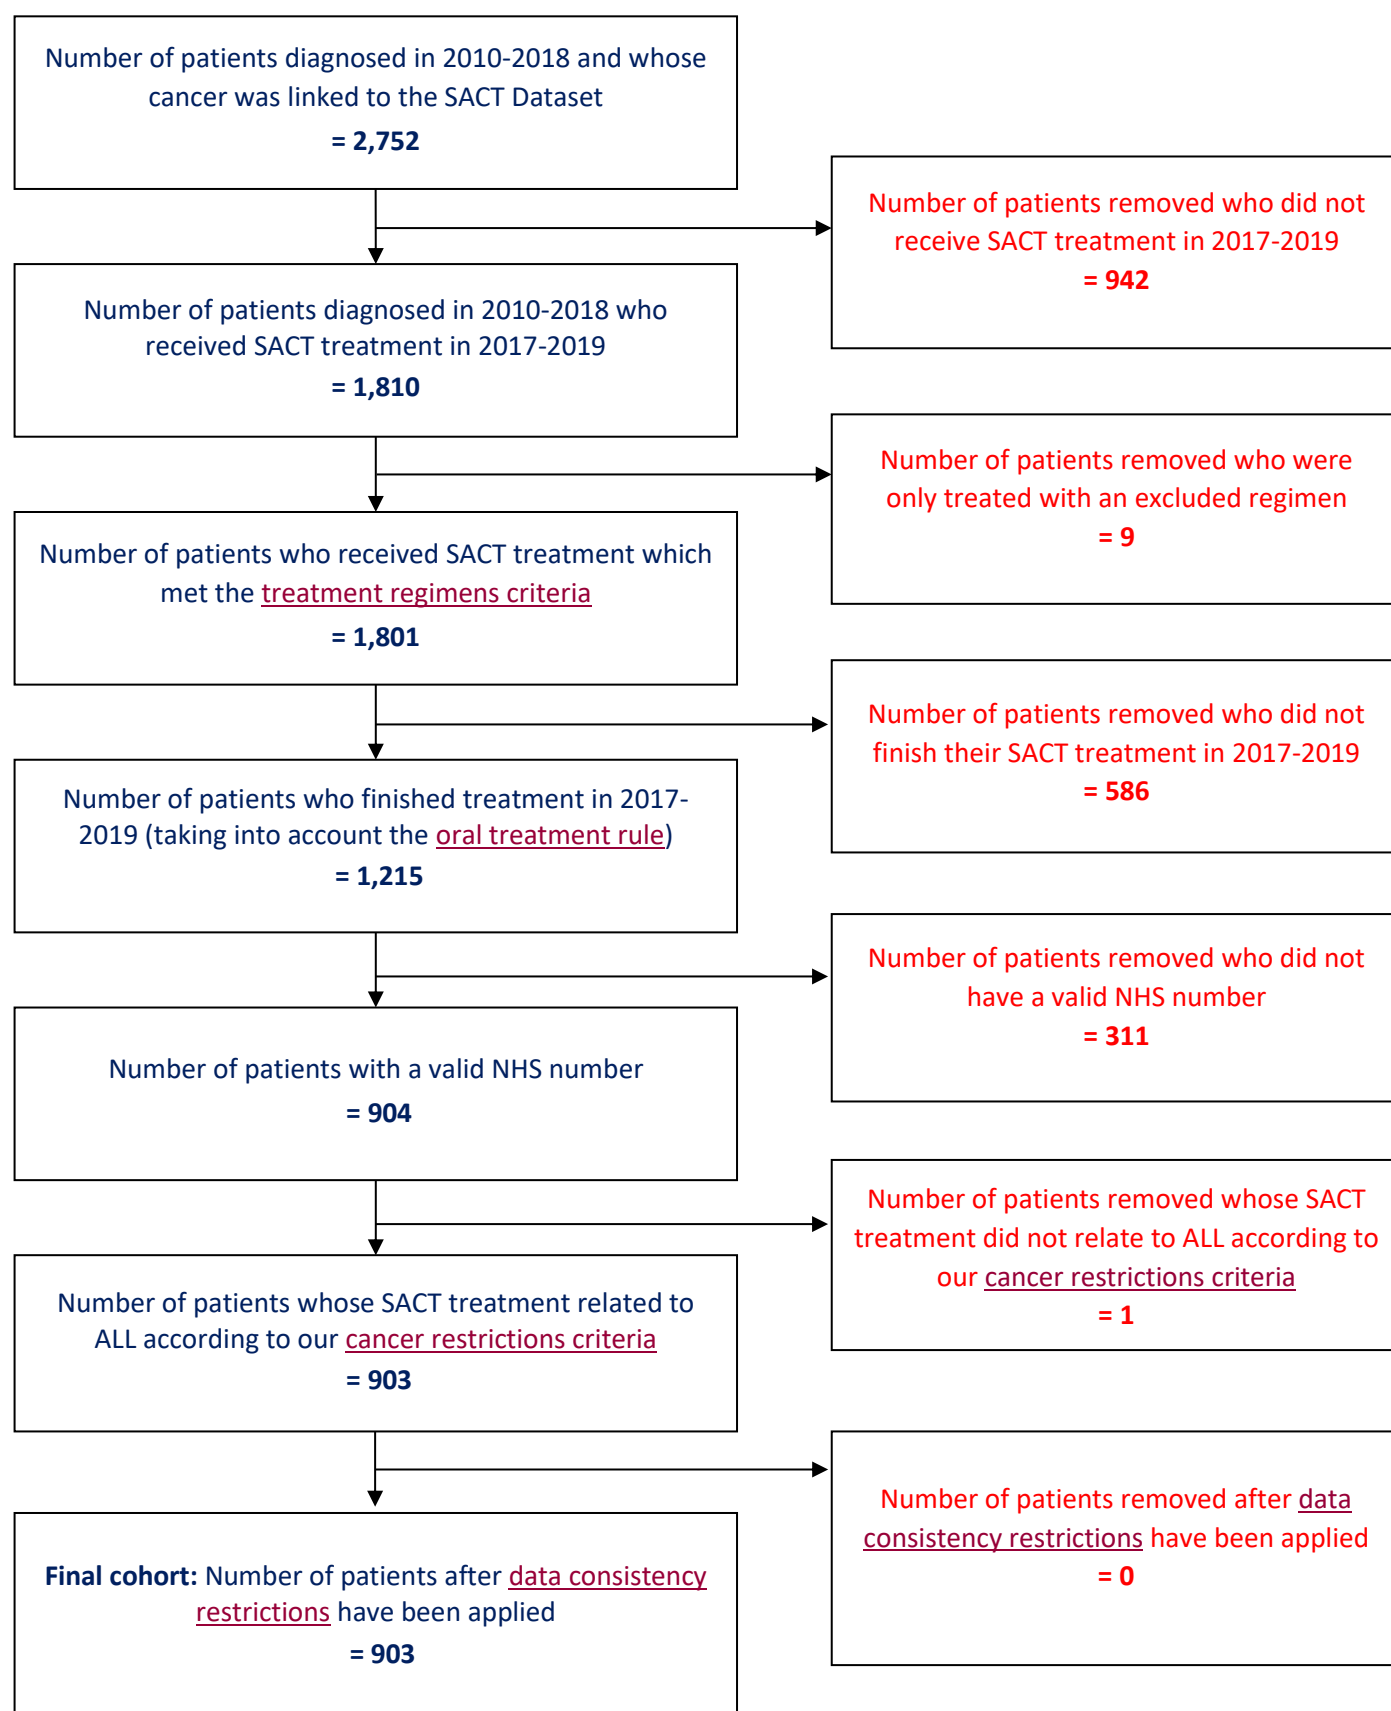 Number of patients diagnosed in 2010-2018 and whose
cancer was linked to the SACT Dataset
= 2,752
Number of patients removed who did not
receive SACT treatment in 2017-2019
= 942
Number of patients diagnosed in 2010-2018 who
received SACT treatment in 2017-2019
= 1,810
Number of patients removed who were
only treated with an excluded regimen
= 9
Number of patients who received SACT treatment which
met the treatment regimens criteria
= 1,801
Number of patients removed who did not
finish their SACT treatment in 2017-2019
= 586
Number of patients who finished treatment in 2017-
2019 (taking into account the oral treatment rule)
= 1,215
Number of patients removed who did not
have a valid NHS number
= 311
Number of patients with a valid NHS number
= 904
Number of patients removed whose SACT
treatment did not relate to ALL according to
our cancer restrictions criteria
= 1
Number of patients whose SACT treatment related to
ALL according to our cancer restrictions criteria
= 903
Number of patients removed after data
consistency restrictions have been applied
= 0
Final cohort: Number of patients after data consistency
restrictions have been applied
= 903